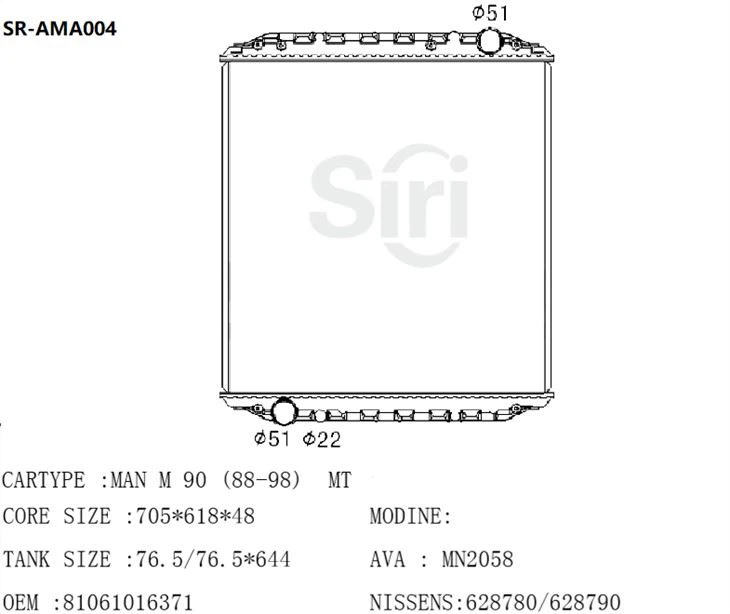 SR-AMA004
ϕ51
Siri
ϕ51 ϕ22
CARTYPE :MAN M 90 (88-98) MT
CORE SIZE :705*618*48 MODINE:
TANK SIZE :76.5/76.5*644 AVA : MN2058
OEM :81061016371 NISSENS:628780/628790